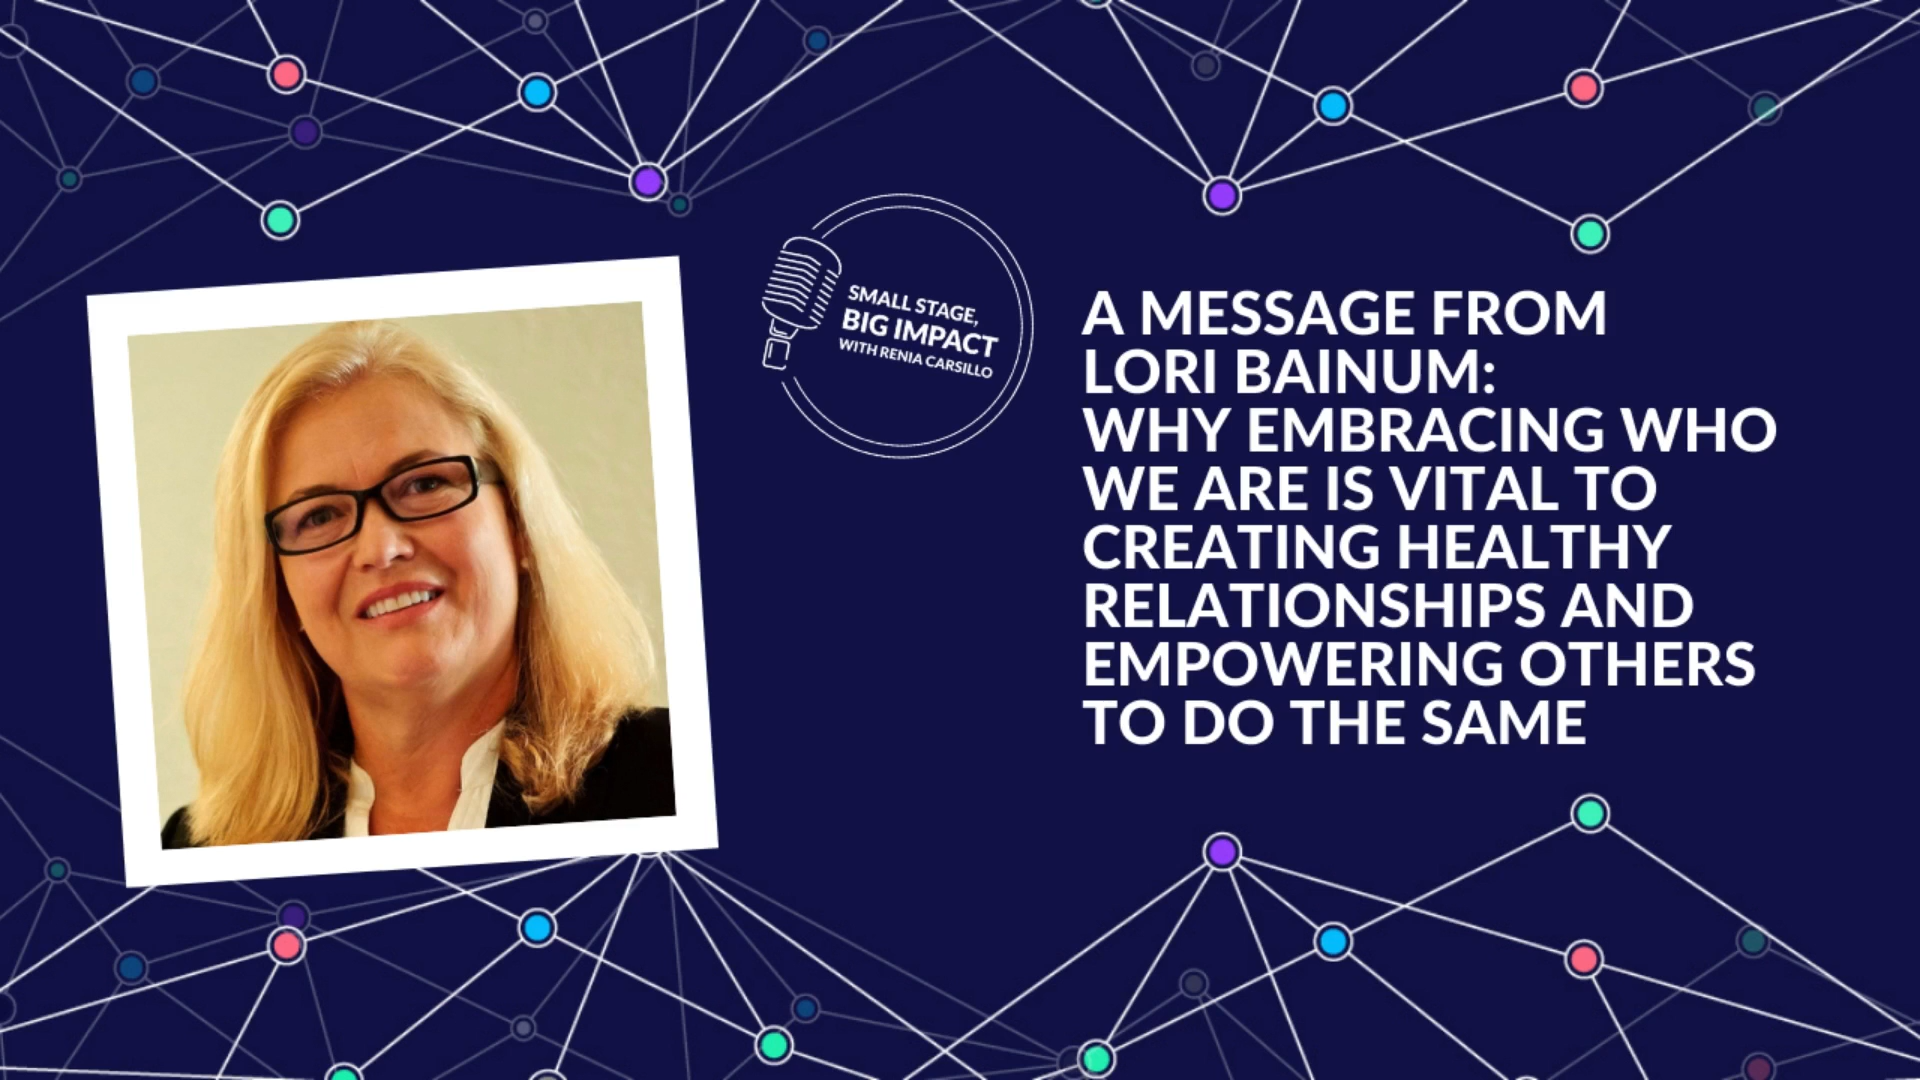 SMALL STAGE,
BIG IMPACT
WITH RENIA CARSILLO
A MESSAGE FROM
LORI BAINUM:
WHY EMBRACING WHO
WE ARE IS VITAL TO
CREATING HEALTHY
RELATIONSHIPS AND
EMPOWERING OTHERS
TO DO THE SAME